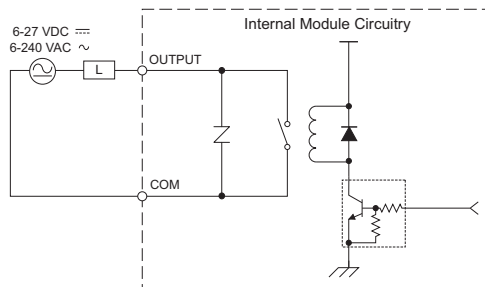 Internal Module Circuitry
6-27 VDC ⎓
6-240 VAC ∿
L
OUTPUT
COM